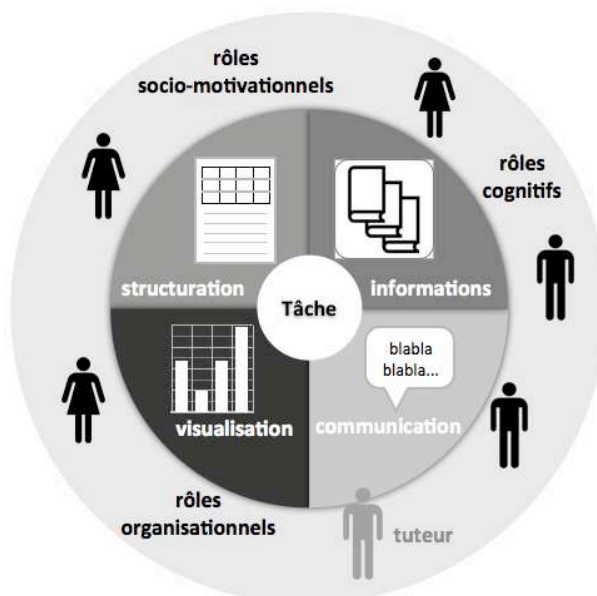 rôles
socio-motivationnels
rôles
cognitifs
structuration
informations
Tâche
blabla
blabla...
visualisation
communication
rôles
organisationnels
tuteur